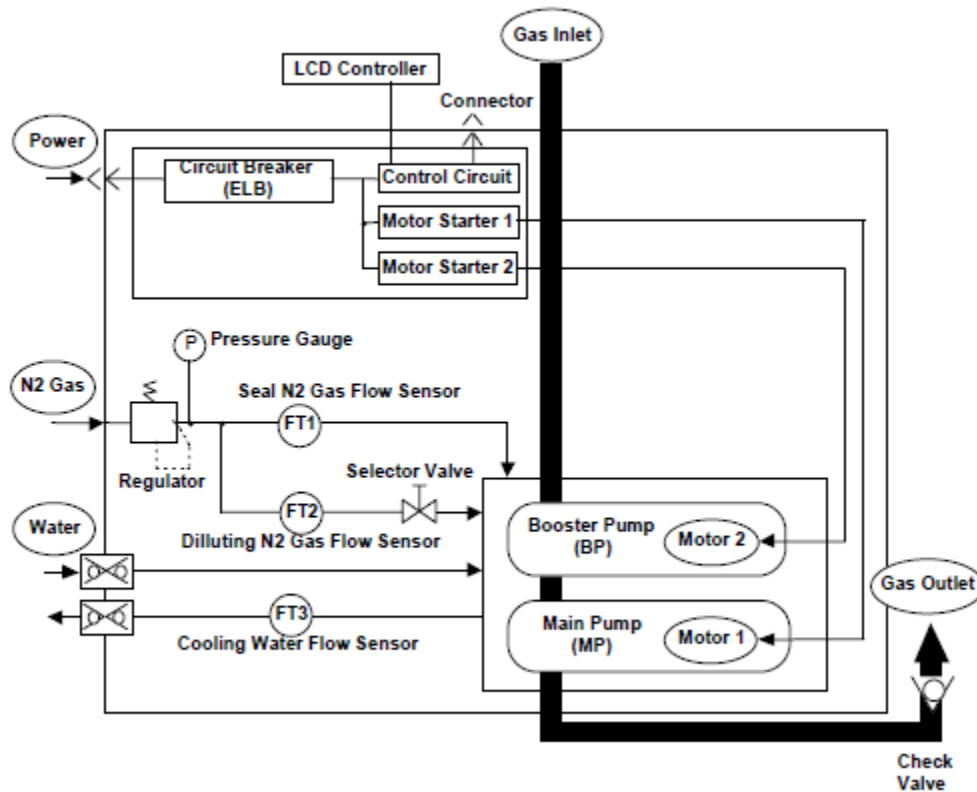 Gas Inlet
LCD Controller
Connector
Power
Circuit Breaker
(ELB)
Control Circuit
Motor Starter 1
Motor Starter 2
P
Pressure Gauge
N2 Gas
Seal N2 Gas Flow Sensor
FT1
Regulator
Selector Valve
FT2
Water
Dilluting N2 Gas Flow Sensor
Booster Pump
(BP)
Motor 2
Gas Outlet
FT3
Cooling Water Flow Sensor
Main Pump
(MP)
Motor 1
Check
Valve